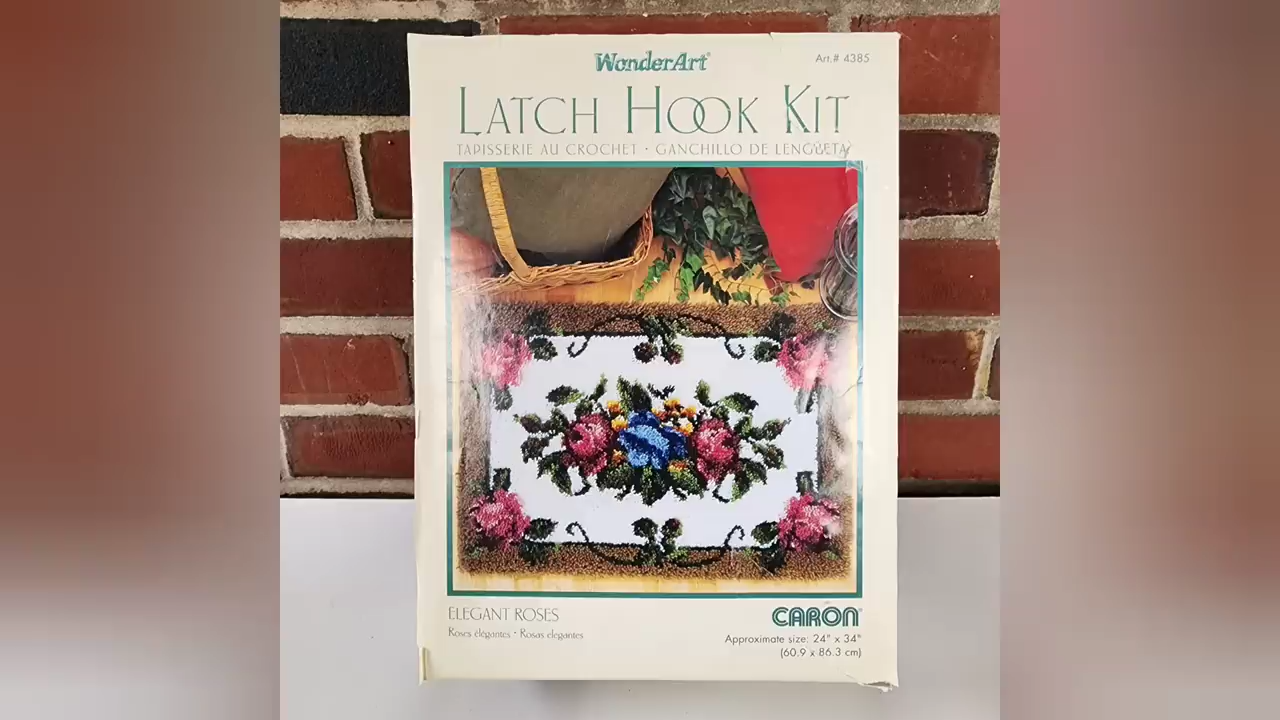 WonderArt®
Art.# 4385
LATCH HOOK KIT
TAPISSERIE AU CROCHET • GANCHILLO DE LENGÜETA
ELEGANT ROSES
Roses élégantes • Rosas elegantes
CARON®
Approximate size: 24" x 34"
(60.9 x 86.3 cm)